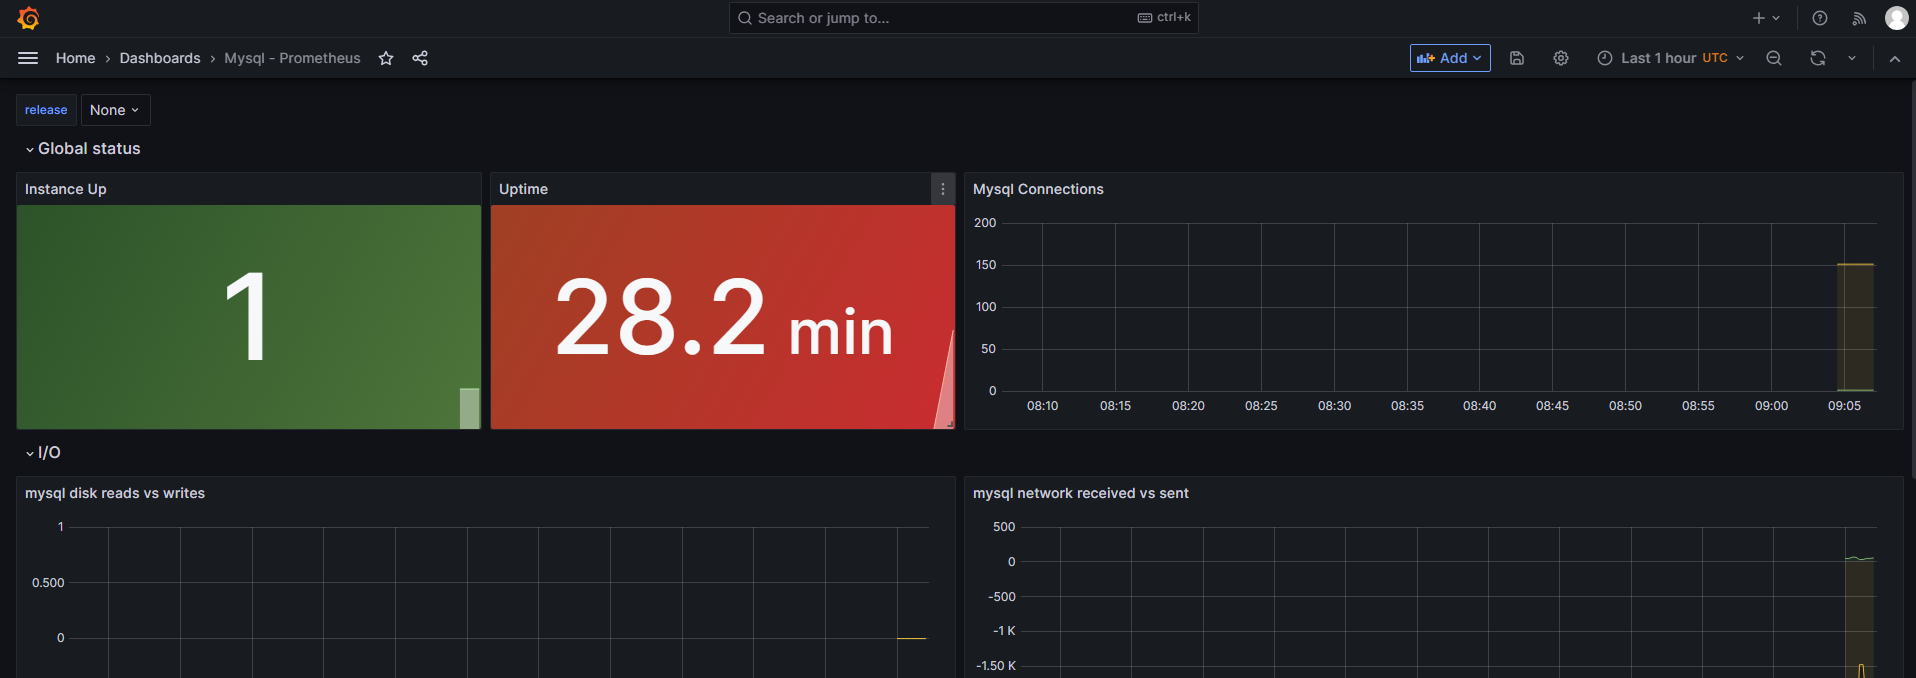 Search or jump to... ctrl+k
Home › Dashboards › Mysql - Prometheus Add Last 1 hour UTC
release None
Global status
Instance Up
1
Uptime
28.2 min
Mysql Connections
200
150
100
50
0
08:10 08:15 08:20 08:25 08:30 08:35 08:40 08:45 08:50 08:55 09:00 09:05
I/O
mysql disk reads vs writes
1
0.500
0
mysql network received vs sent
500
0
-500
-1 K
-1.50 K